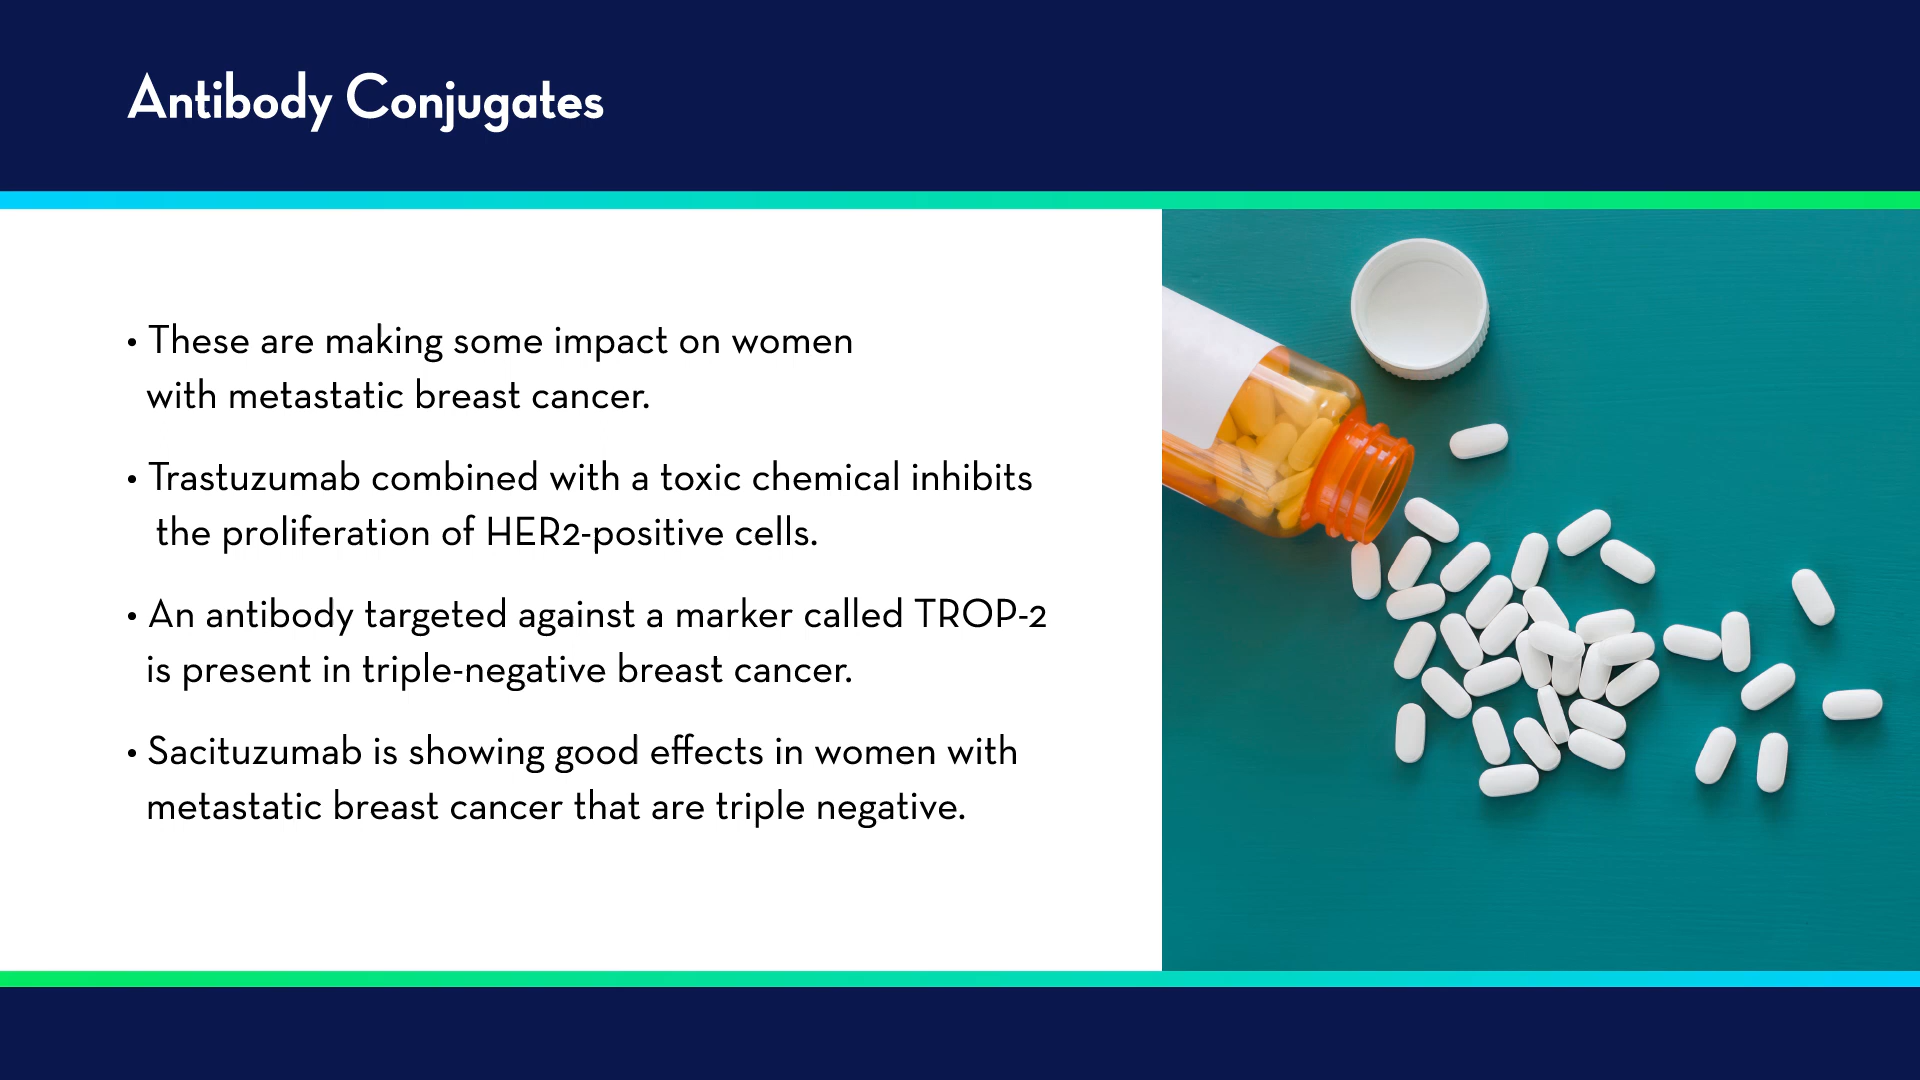 Antibody Conjugates
• These are making some impact on women
with metastatic breast cancer.
• Trastuzumab combined with a toxic chemical inhibits
the proliferation of HER2-positive cells.
• An antibody targeted against a marker called TROP-2
is present in triple-negative breast cancer.
• Sacituzumab is showing good effects in women with
metastatic breast cancer that are triple negative.